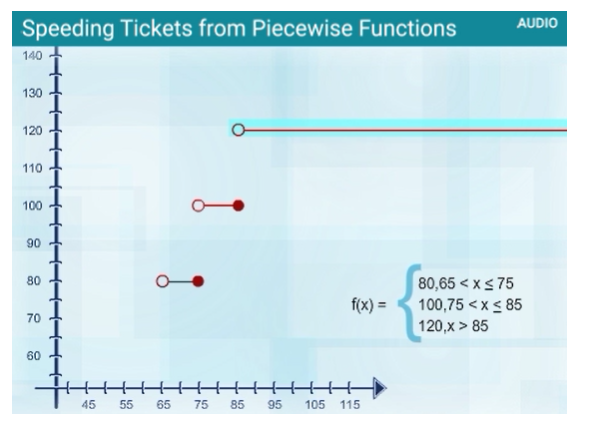 Speeding Tickets from Piecewise Functions
AUDIO
140
130
120
110
100
90
80
70
60
f(x) =
80,65 < x ≤ 75
100,75 < x ≤ 85
120,x > 85
45 55 65 75 85 95 105 115